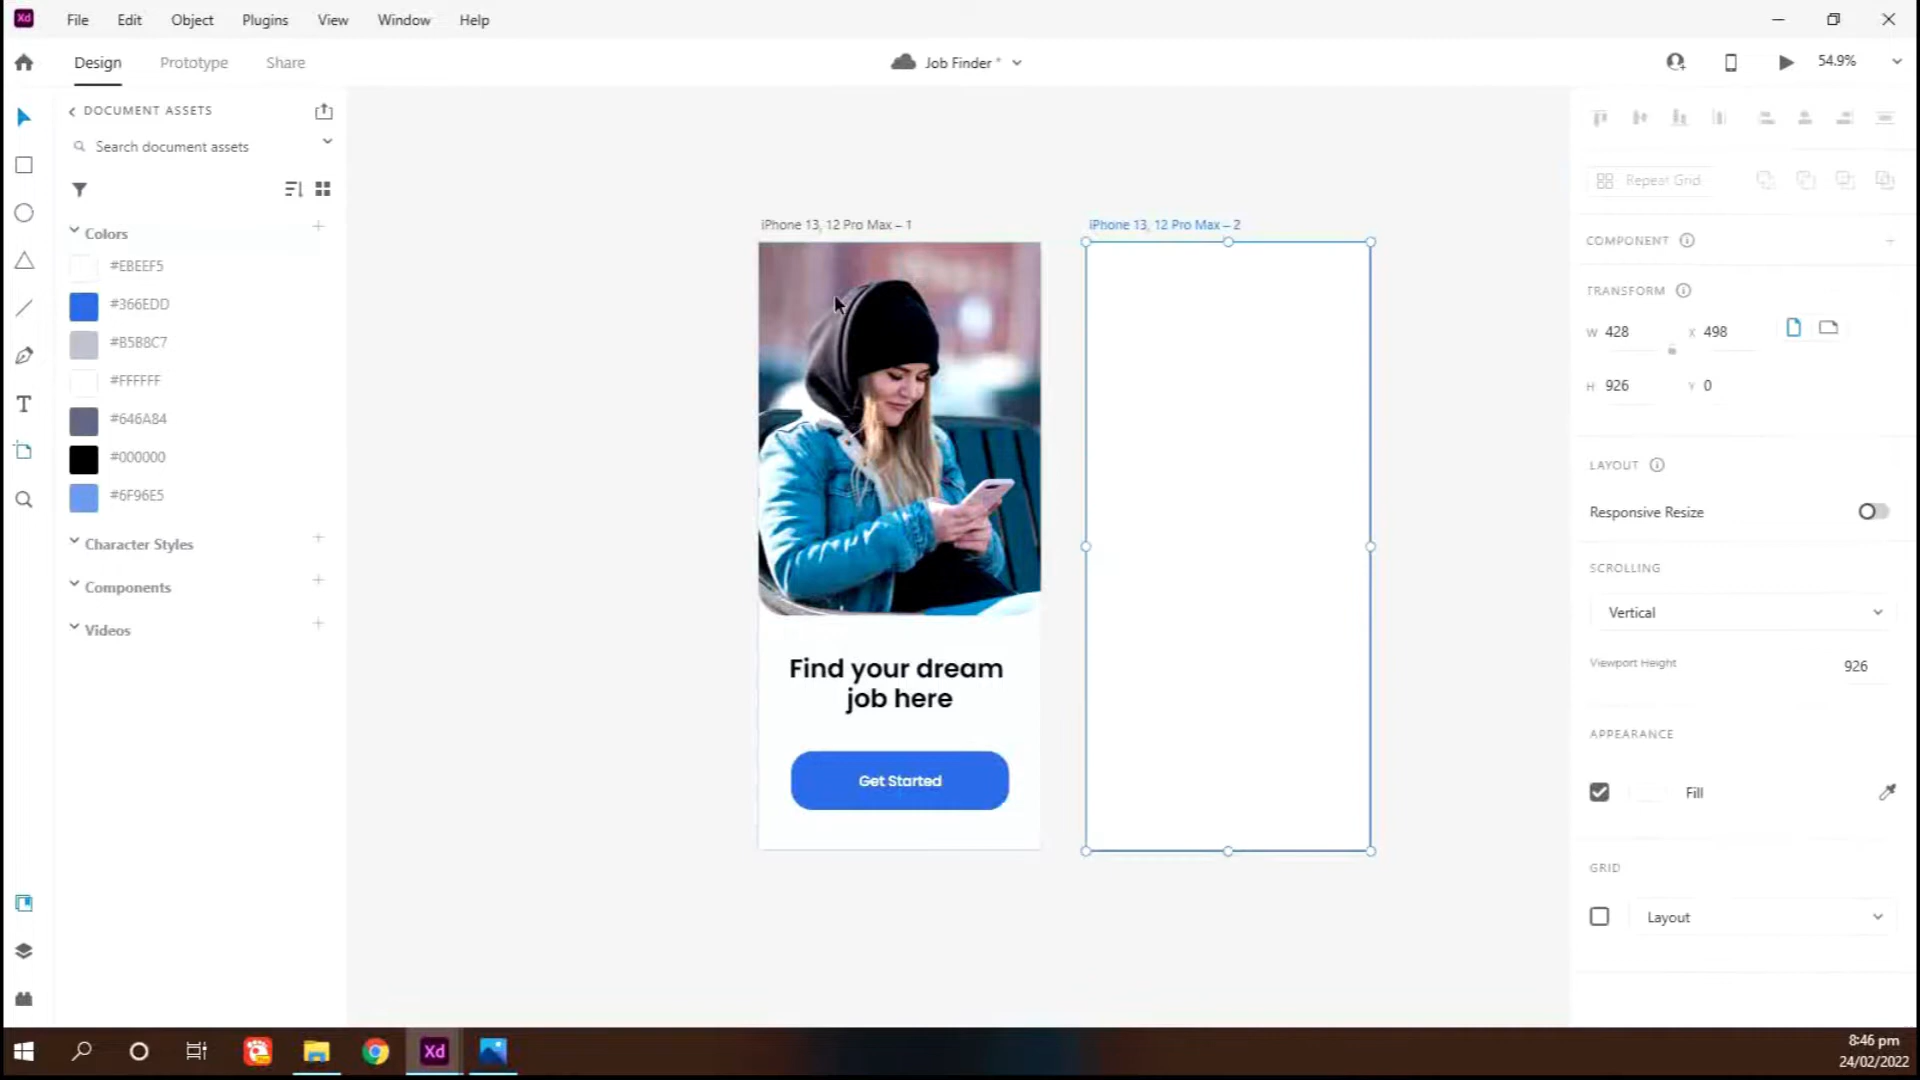 Xd
File Edit Object Plugins View Window Help
Design Prototype Share
Job Finder *
54.9%
DOCUMENT ASSETS
Search document assets
Colors
#EBEEF5
#366EDD
#B5B8C7
#FFFFFF
#646A84
#000000
#6F96E5
Character Styles
Components
Videos
iPhone 13, 12 Pro Max – 1
iPhone 13, 12 Pro Max – 2
Find your dream
job here
Get Started
Repeat Grid
COMPONENT
TRANSFORM
W 428 X 498
H 926 Y 0
LAYOUT
Responsive Resize
SCROLLING
Vertical
Viewport Height 926
APPEARANCE
Fill
GRID
Layout
Xd
8:46 pm
24/02/2022